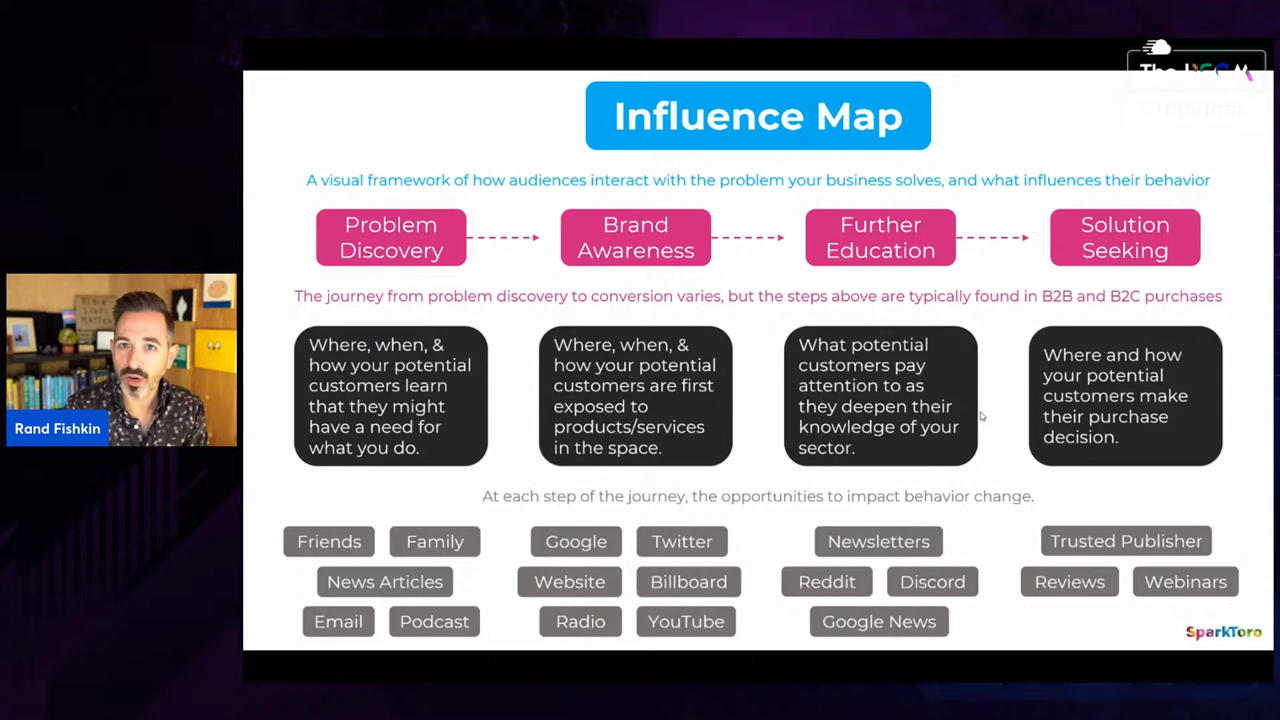 Influence Map
A visual framework of how audiences interact with the problem your business solves, and what influences their behavior
Problem
Discovery
Brand
Awareness
Further
Education
Solution
Seeking
The journey from problem discovery to conversion varies, but the steps above are typically found in B2B and B2C purchases
Where, when, &
how your potential
customers learn
that they might
have a need for
what you do.
Where, when, &
how your potential
customers are first
exposed to
products/services
in the space.
What potential
customers pay
attention to as
they deepen their
knowledge of your
sector.
Where and how
your potential
customers make
their purchase
decision.
At each step of the journey, the opportunities to impact behavior change.
Friends Family
News Articles
Email Podcast
Google Twitter
Website Billboard
Radio YouTube
Newsletters
Reddit Discord
Google News
Trusted Publisher
Reviews Webinars
SparkToro
Rand Fishkin
BLACK
LIVES
MATTER